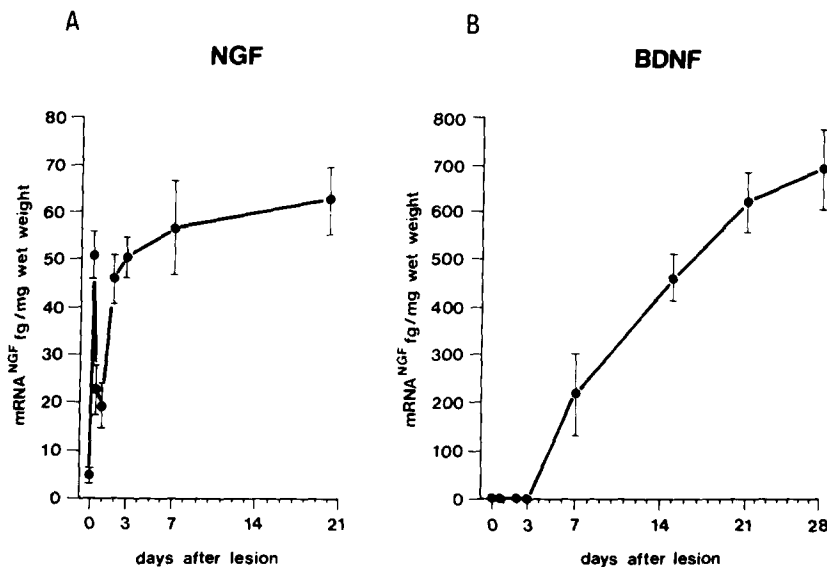 A
NGF
mRNA^NGF fg/mg wet weight
80
70
60
50
40
30
20
10
0
0 3 7 14 21
days after lesion
B
BDNF
mRNA^NGF fg/mg wet weight
800
700
600
500
400
300
200
100
0
0 3 7 14 21 28
days after lesion